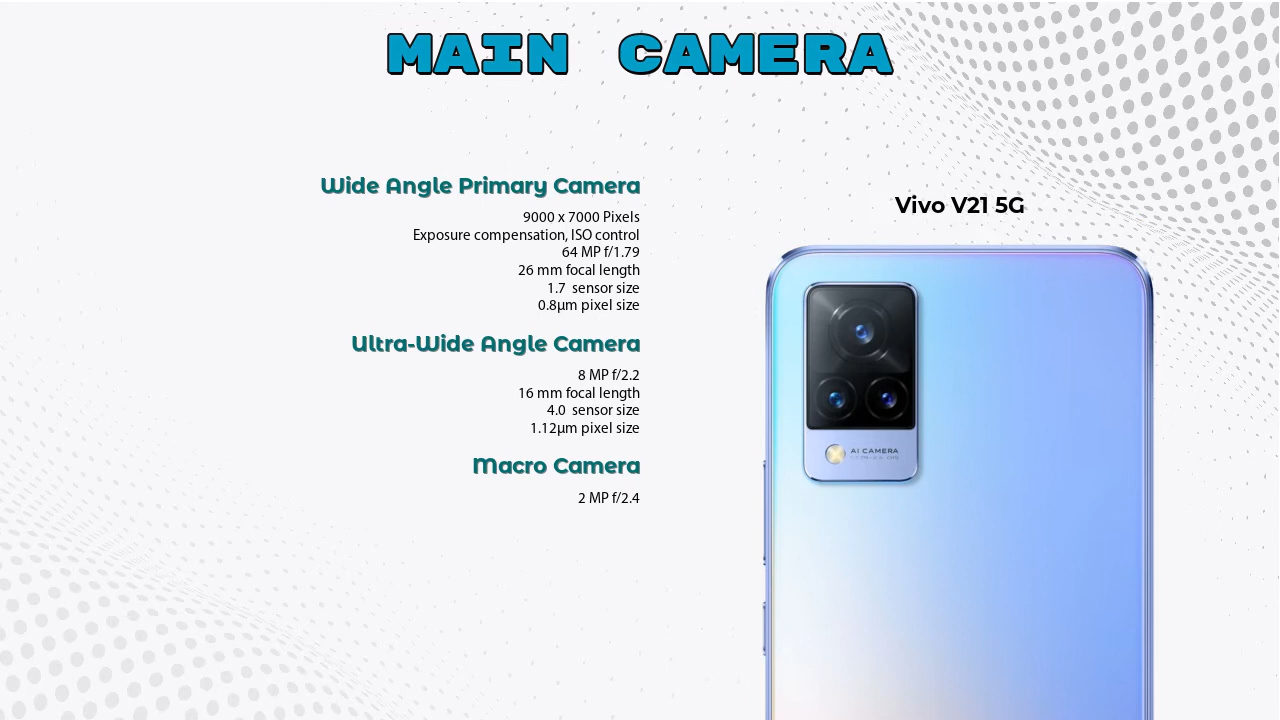 MAIN CAMERA
Wide Angle Primary Camera
9000 x 7000 Pixels
Exposure compensation, ISO control
64 MP f/1.79
26 mm focal length
1.7 sensor size
0.8µm pixel size
Ultra-Wide Angle Camera
8 MP f/2.2
16 mm focal length
4.0 sensor size
1.12µm pixel size
Macro Camera
2 MP f/2.4
Vivo V21 5G
AI CAMERA